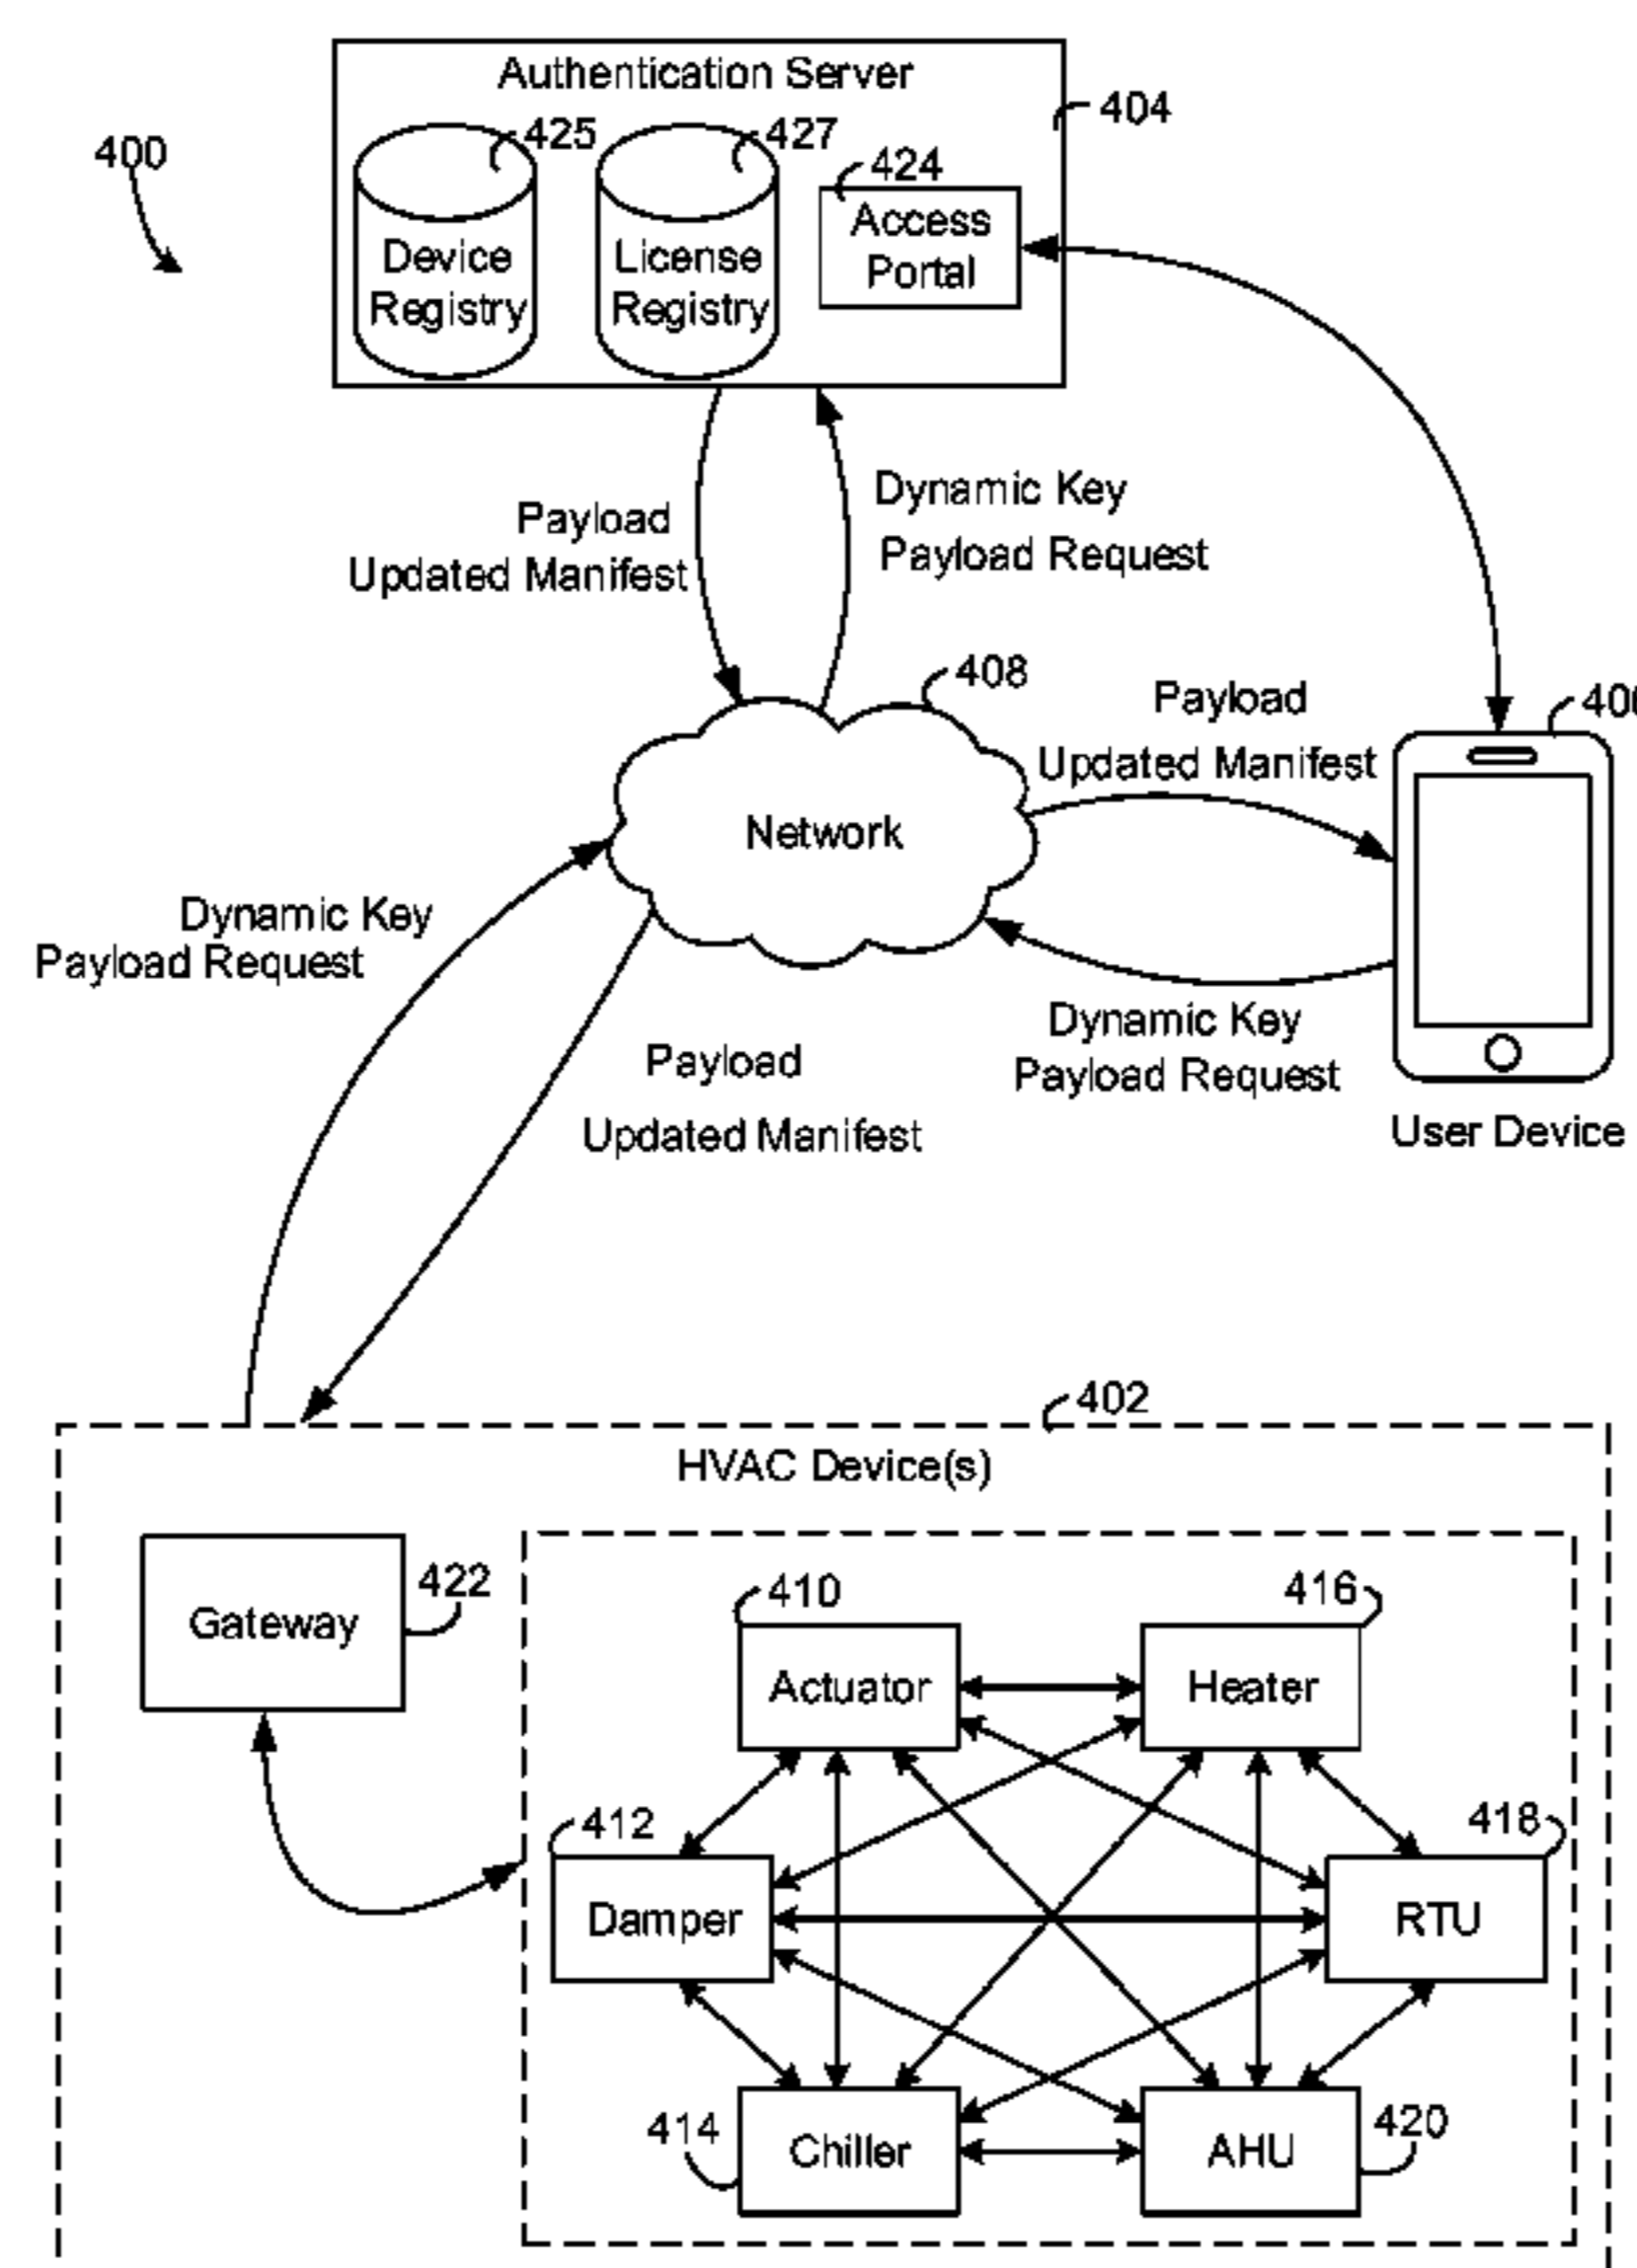 Authentication Server
404
400
425
427
424
Device
Registry
License
Registry
Access
Portal
Payload
Updated Manifest
Dynamic Key
Payload Request
408
Payload
Updated Manifest
Network
Dynamic Key
Payload Request
Dynamic Key
Payload Request
Payload
Updated Manifest
User Device
402
HVAC Device(s)
Gateway
422
410
416
Actuator
Heater
412
418
Damper
RTU
414
420
Chiller
AHU